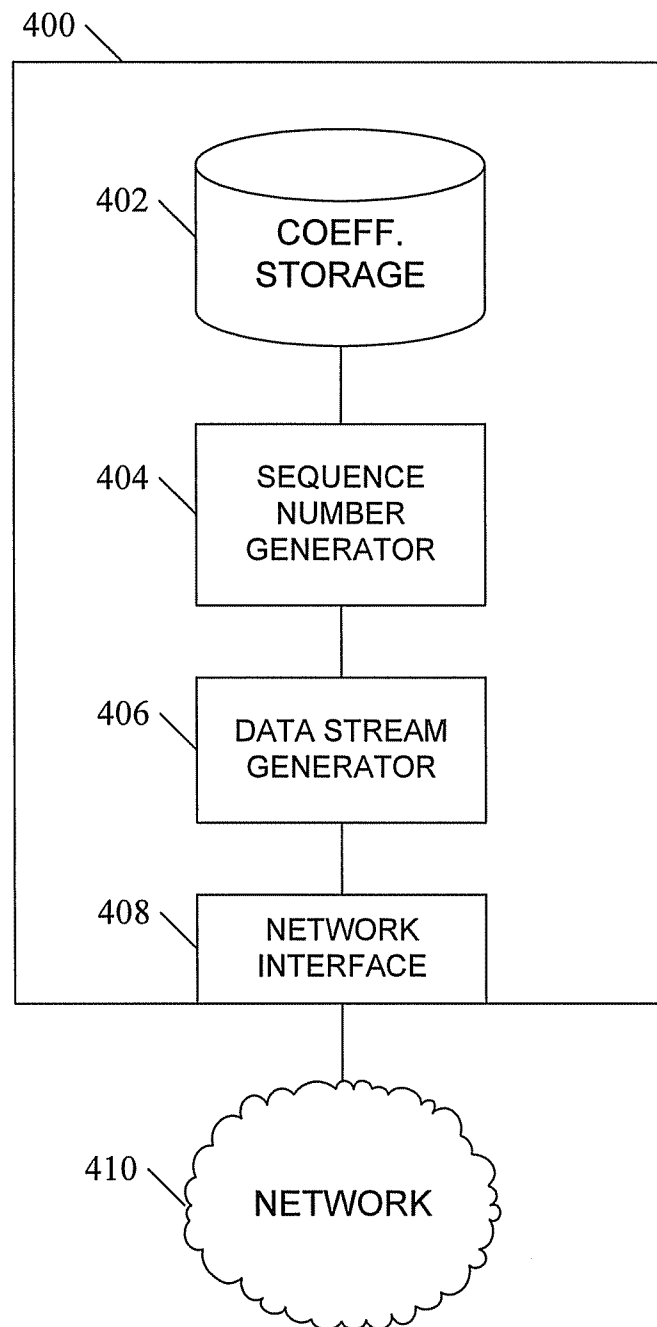 400
402
COEFF.
STORAGE
404
SEQUENCE
NUMBER
GENERATOR
406
DATA STREAM
GENERATOR
408
NETWORK
INTERFACE
410
NETWORK